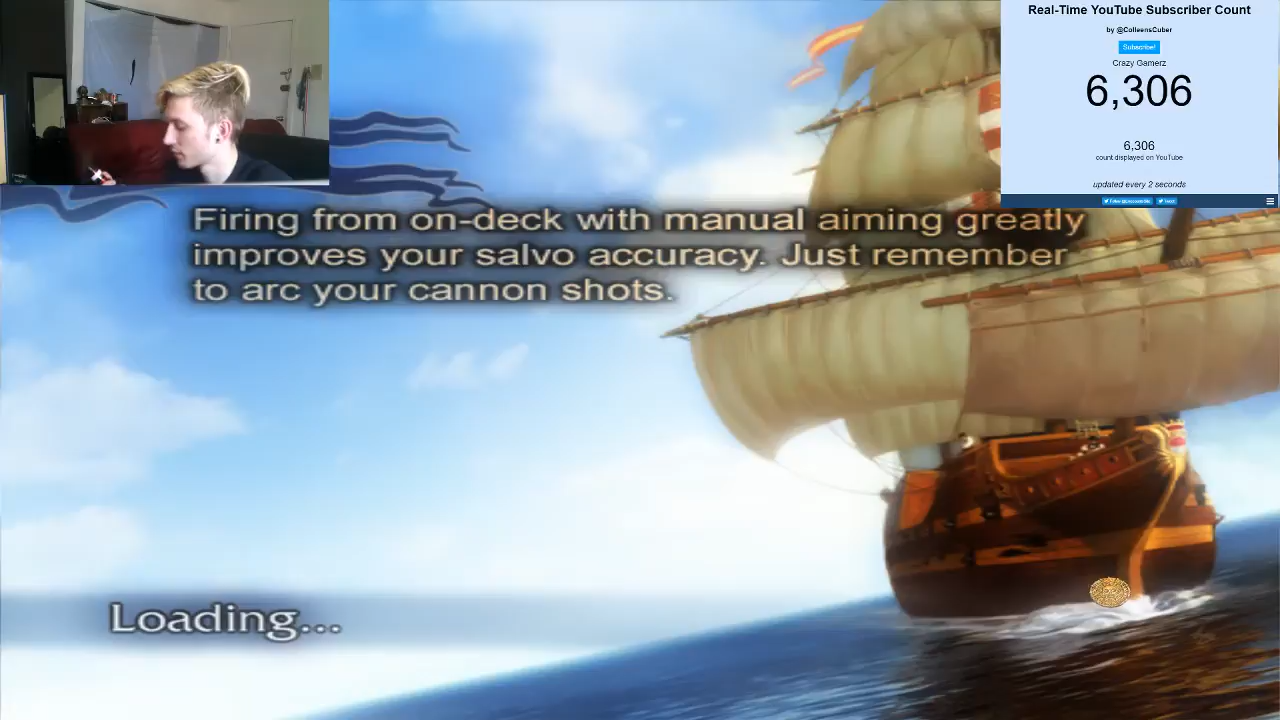 Real-Time YouTube Subscriber Count
by @ColleensCuber
Subscribe!
Crazy Gamerz
6,306
6,306
count displayed on YouTube
updated every 2 seconds
Tweet
Firing from on-deck with manual aiming greatly
improves your salvo accuracy. Just remember
to arc your cannon shots.
Loading...